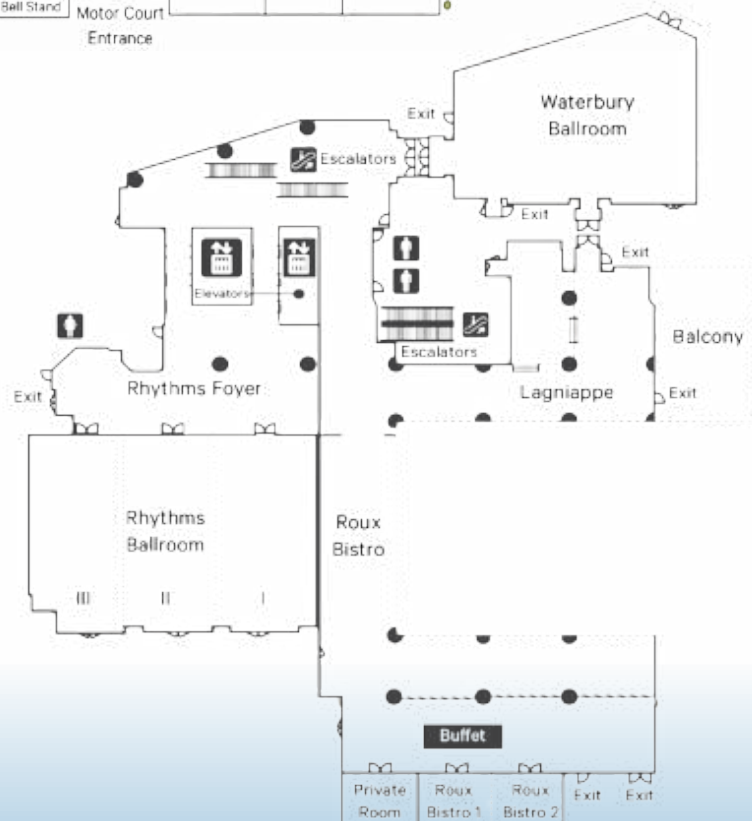 Bell Stand
Motor Court
Entrance
Waterbury
Ballroom
Exit
Escalators
Exit
Exit
Elevators
Balcony
Escalators
Rhythms Foyer
Lagniappe
Exit
Exit
Rhythms
Ballroom
Roux
Bistro
III
II
I
Buffet
Private
Room
Roux
Bistro 1
Roux
Bistro 2
Exit
Exit